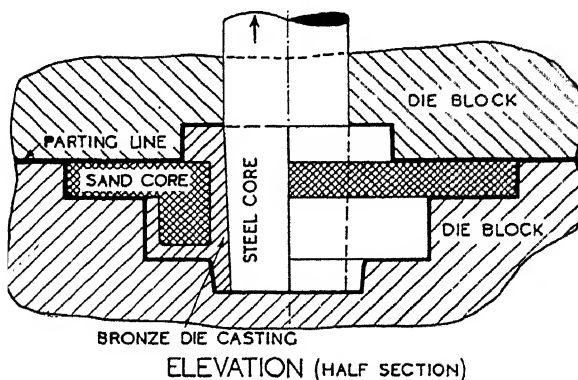 DIE BLOCK
PARTING LINE
SAND CORE
STEEL CORE
DIE BLOCK
BRONZE DIE CASTING
ELEVATION (HALF SECTION)